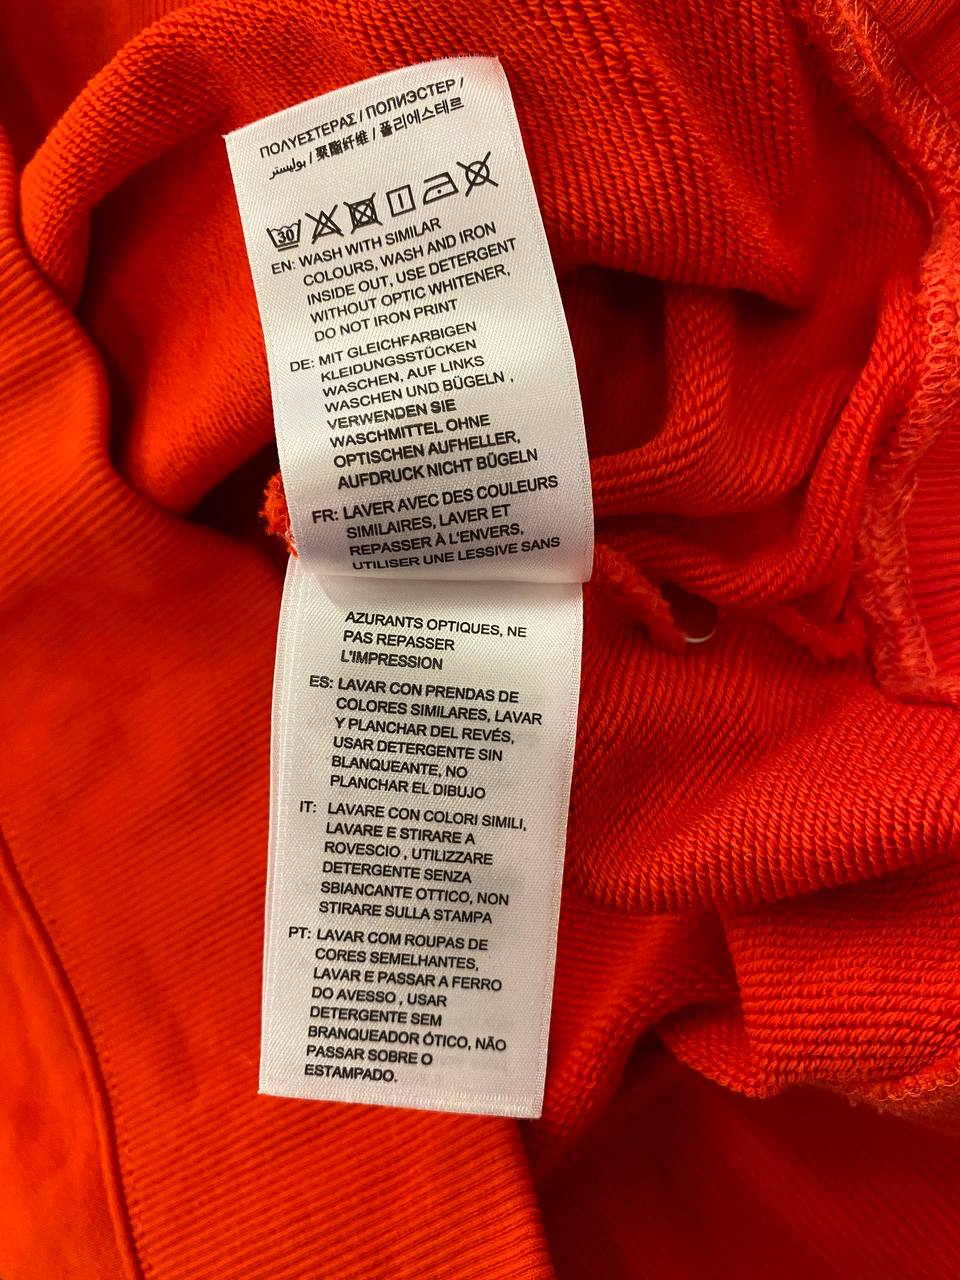 ΠΟΛΥΕΣΤΕΡΑΣ / ПОЛИЭСТЕР /
بوليستر / 聚酯纤维 / 폴리에스테르
30
EN: WASH WITH SIMILAR
COLOURS, WASH AND IRON
INSIDE OUT, USE DETERGENT
WITHOUT OPTIC WHITENER,
DO NOT IRON PRINT
DE: MIT GLEICHFARBIGEN
KLEIDUNGSSTÜCKEN
WASCHEN, AUF LINKS
WASCHEN UND BÜGELN ,
VERWENDEN SIE
WASCHMITTEL OHNE
OPTISCHEN AUFHELLER,
AUFDRUCK NICHT BÜGELN
FR: LAVER AVEC DES COULEURS
SIMILAIRES, LAVER ET
REPASSER À L'ENVERS,
UTILISER UNE LESSIVE SANS
AZURANTS OPTIQUES, NE
PAS REPASSER
L'IMPRESSION
ES: LAVAR CON PRENDAS DE
COLORES SIMILARES, LAVAR
Y PLANCHAR DEL REVÉS,
USAR DETERGENTE SIN
BLANQUEANTE, NO
PLANCHAR EL DIBUJO
IT: LAVARE CON COLORI SIMILI,
LAVARE E STIRARE A
ROVESCIO , UTILIZZARE
DETERGENTE SENZA
SBIANCANTE OTTICO, NON
STIRARE SULLA STAMPA
PT: LAVAR COM ROUPAS DE
CORES SEMELHANTES,
LAVAR E PASSAR A FERRO
DO AVESSO , USAR
DETERGENTE SEM
BRANQUEADOR ÓTICO, NÃO
PASSAR SOBRE O
ESTAMPADO.